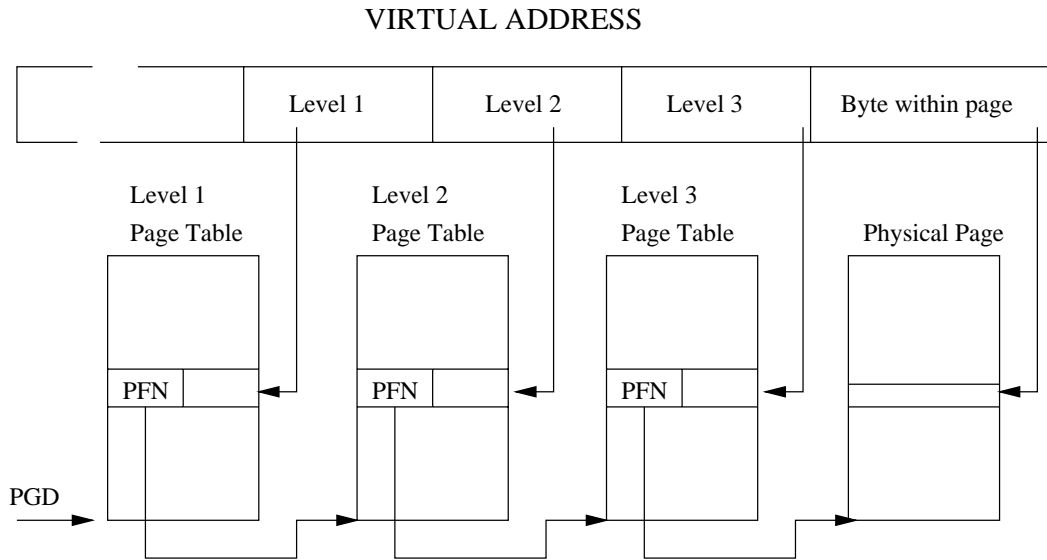 VIRTUAL ADDRESS
Level 1
Level 2
Level 3
Byte within page
Level 1
Page Table
Level 2
Page Table
Level 3
Page Table
Physical Page
PFN
PFN
PFN
PGD